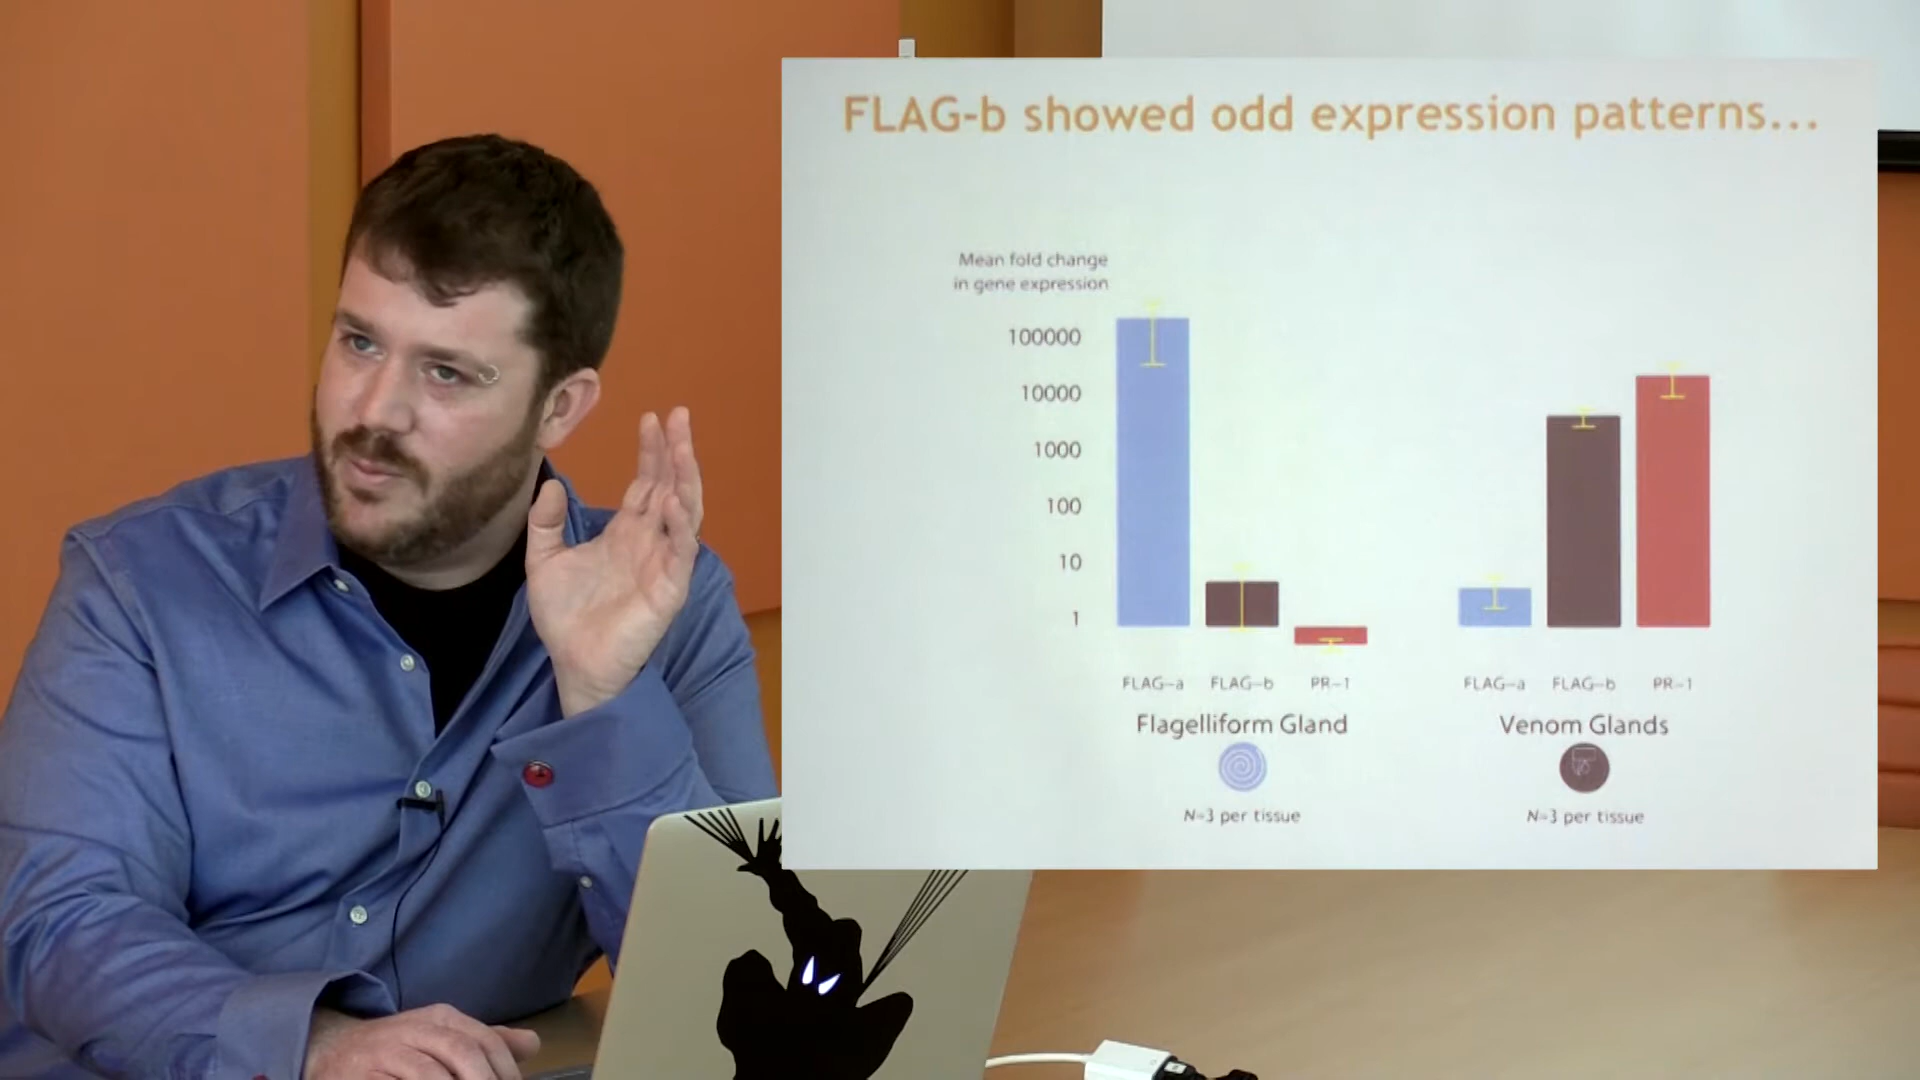 FLAG-b showed odd expression patterns...
Mean fold change
in gene expression
100000
10000
1000
100
10
1
FLAG-a FLAG-b PR-1 FLAG-a FLAG-b PR-1
Flagelliform Gland Venom Glands
N=3 per tissue N=3 per tissue